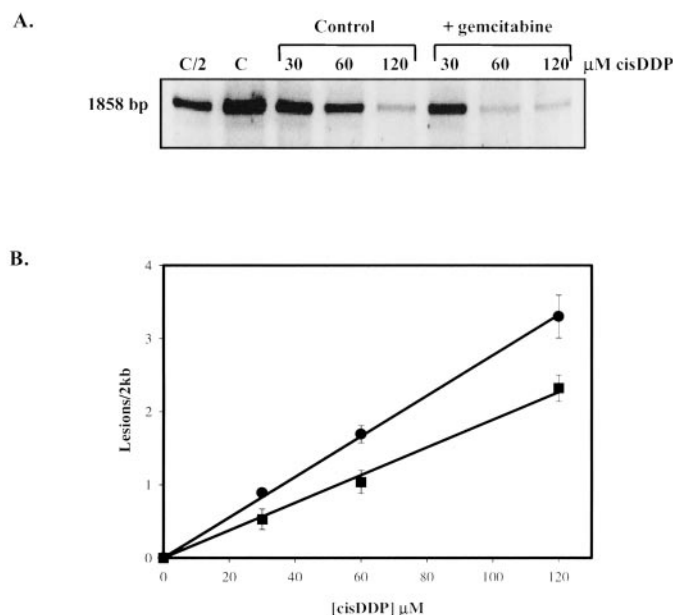 A.
Control + gemcitabine
C/2 C 30 60 120 30 60 120 μM cisDDP
1858 bp
B.
4
3
2
1
0
Lesions/2kb
0 20 40 60 80 100 120
[cisDDP] μM